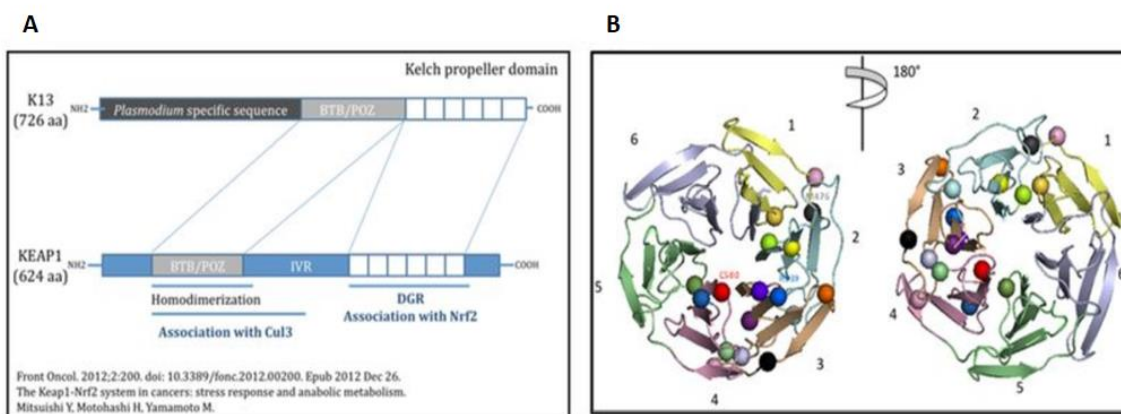 A
B
Kelch propeller domain
K13
(726 aa)
NH2
Plasmodium specific sequence
BTB/POZ
COOH
KEAP1
(624 aa)
NH2
BTB/POZ
IVR
COOH
Homodimerization
DGR
Association with Nrf2
Association with Cul3
Front Oncol. 2012;2:200. doi: 10.3389/fonc.2012.00200. Epub 2012 Dec 26.
The Keap1-Nrf2 system in cancers: stress response and anabolic metabolism.
Mitsuishi Y, Motohashi H, Yamamoto M.
180°
1
2
3
4
5
6
C580
1
2
3
4
5
6